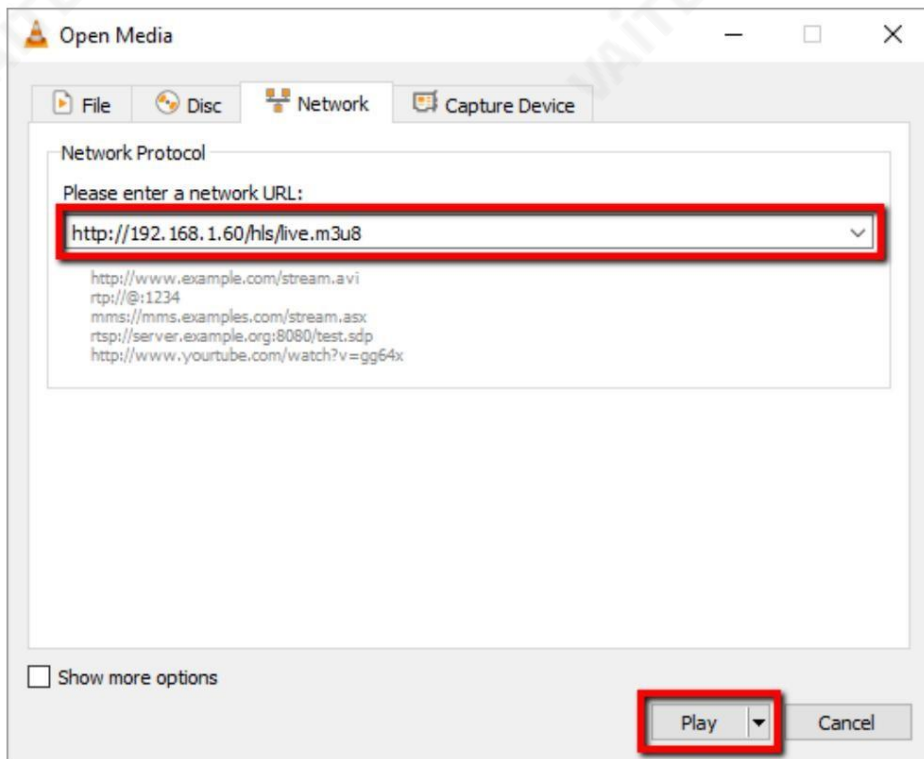 Open Media
File Disc Network Capture Device
Network Protocol
Please enter a network URL:
http://192.168.1.60/hls/live.m3u8
http://www.example.com/stream.avi
rtp://@:1234
mms://mms.examples.com/stream.asx
rtsp://server.example.org:8080/test.sdp
http://www.yourtube.com/watch?v=gg64x
Show more options
Play Cancel